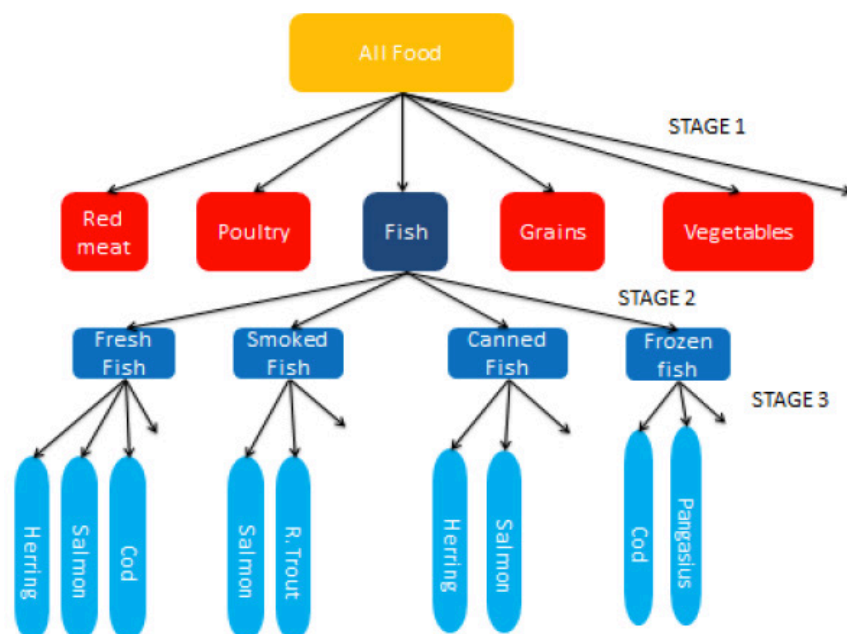 All Food
STAGE 1
Red
meat
Poultry
Fish
Grains
Vegetables
STAGE 2
Fresh
Fish
Smoked
Fish
Canned
Fish
Frozen
fish
STAGE 3
Herring
Salmon
Cod
Salmon
R. Trout
Herring
Salmon
Cod
Pangasius